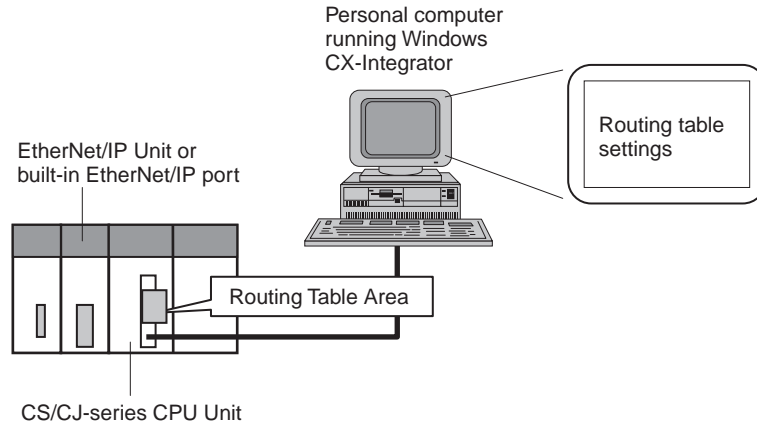 Personal computer
running Windows
CX-Integrator
Routing table
settings
EtherNet/IP Unit or
built-in EtherNet/IP port
Routing Table Area
CS/CJ-series CPU Unit